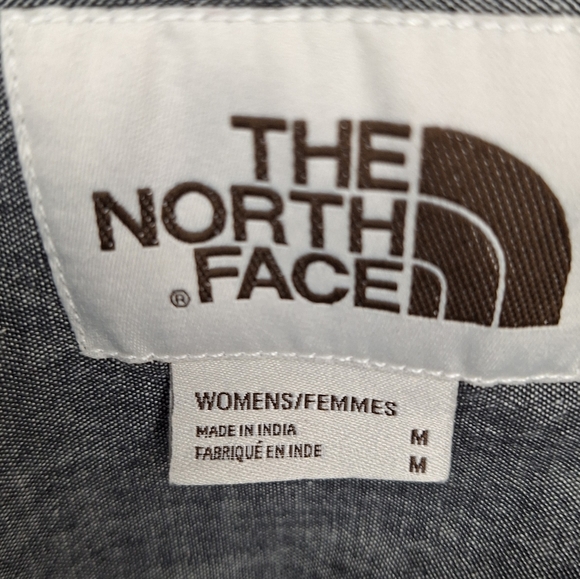 THE
NORTH
® FACE
WOMENS/FEMMES
MADE IN INDIA M
FABRIQUÉ EN INDE M